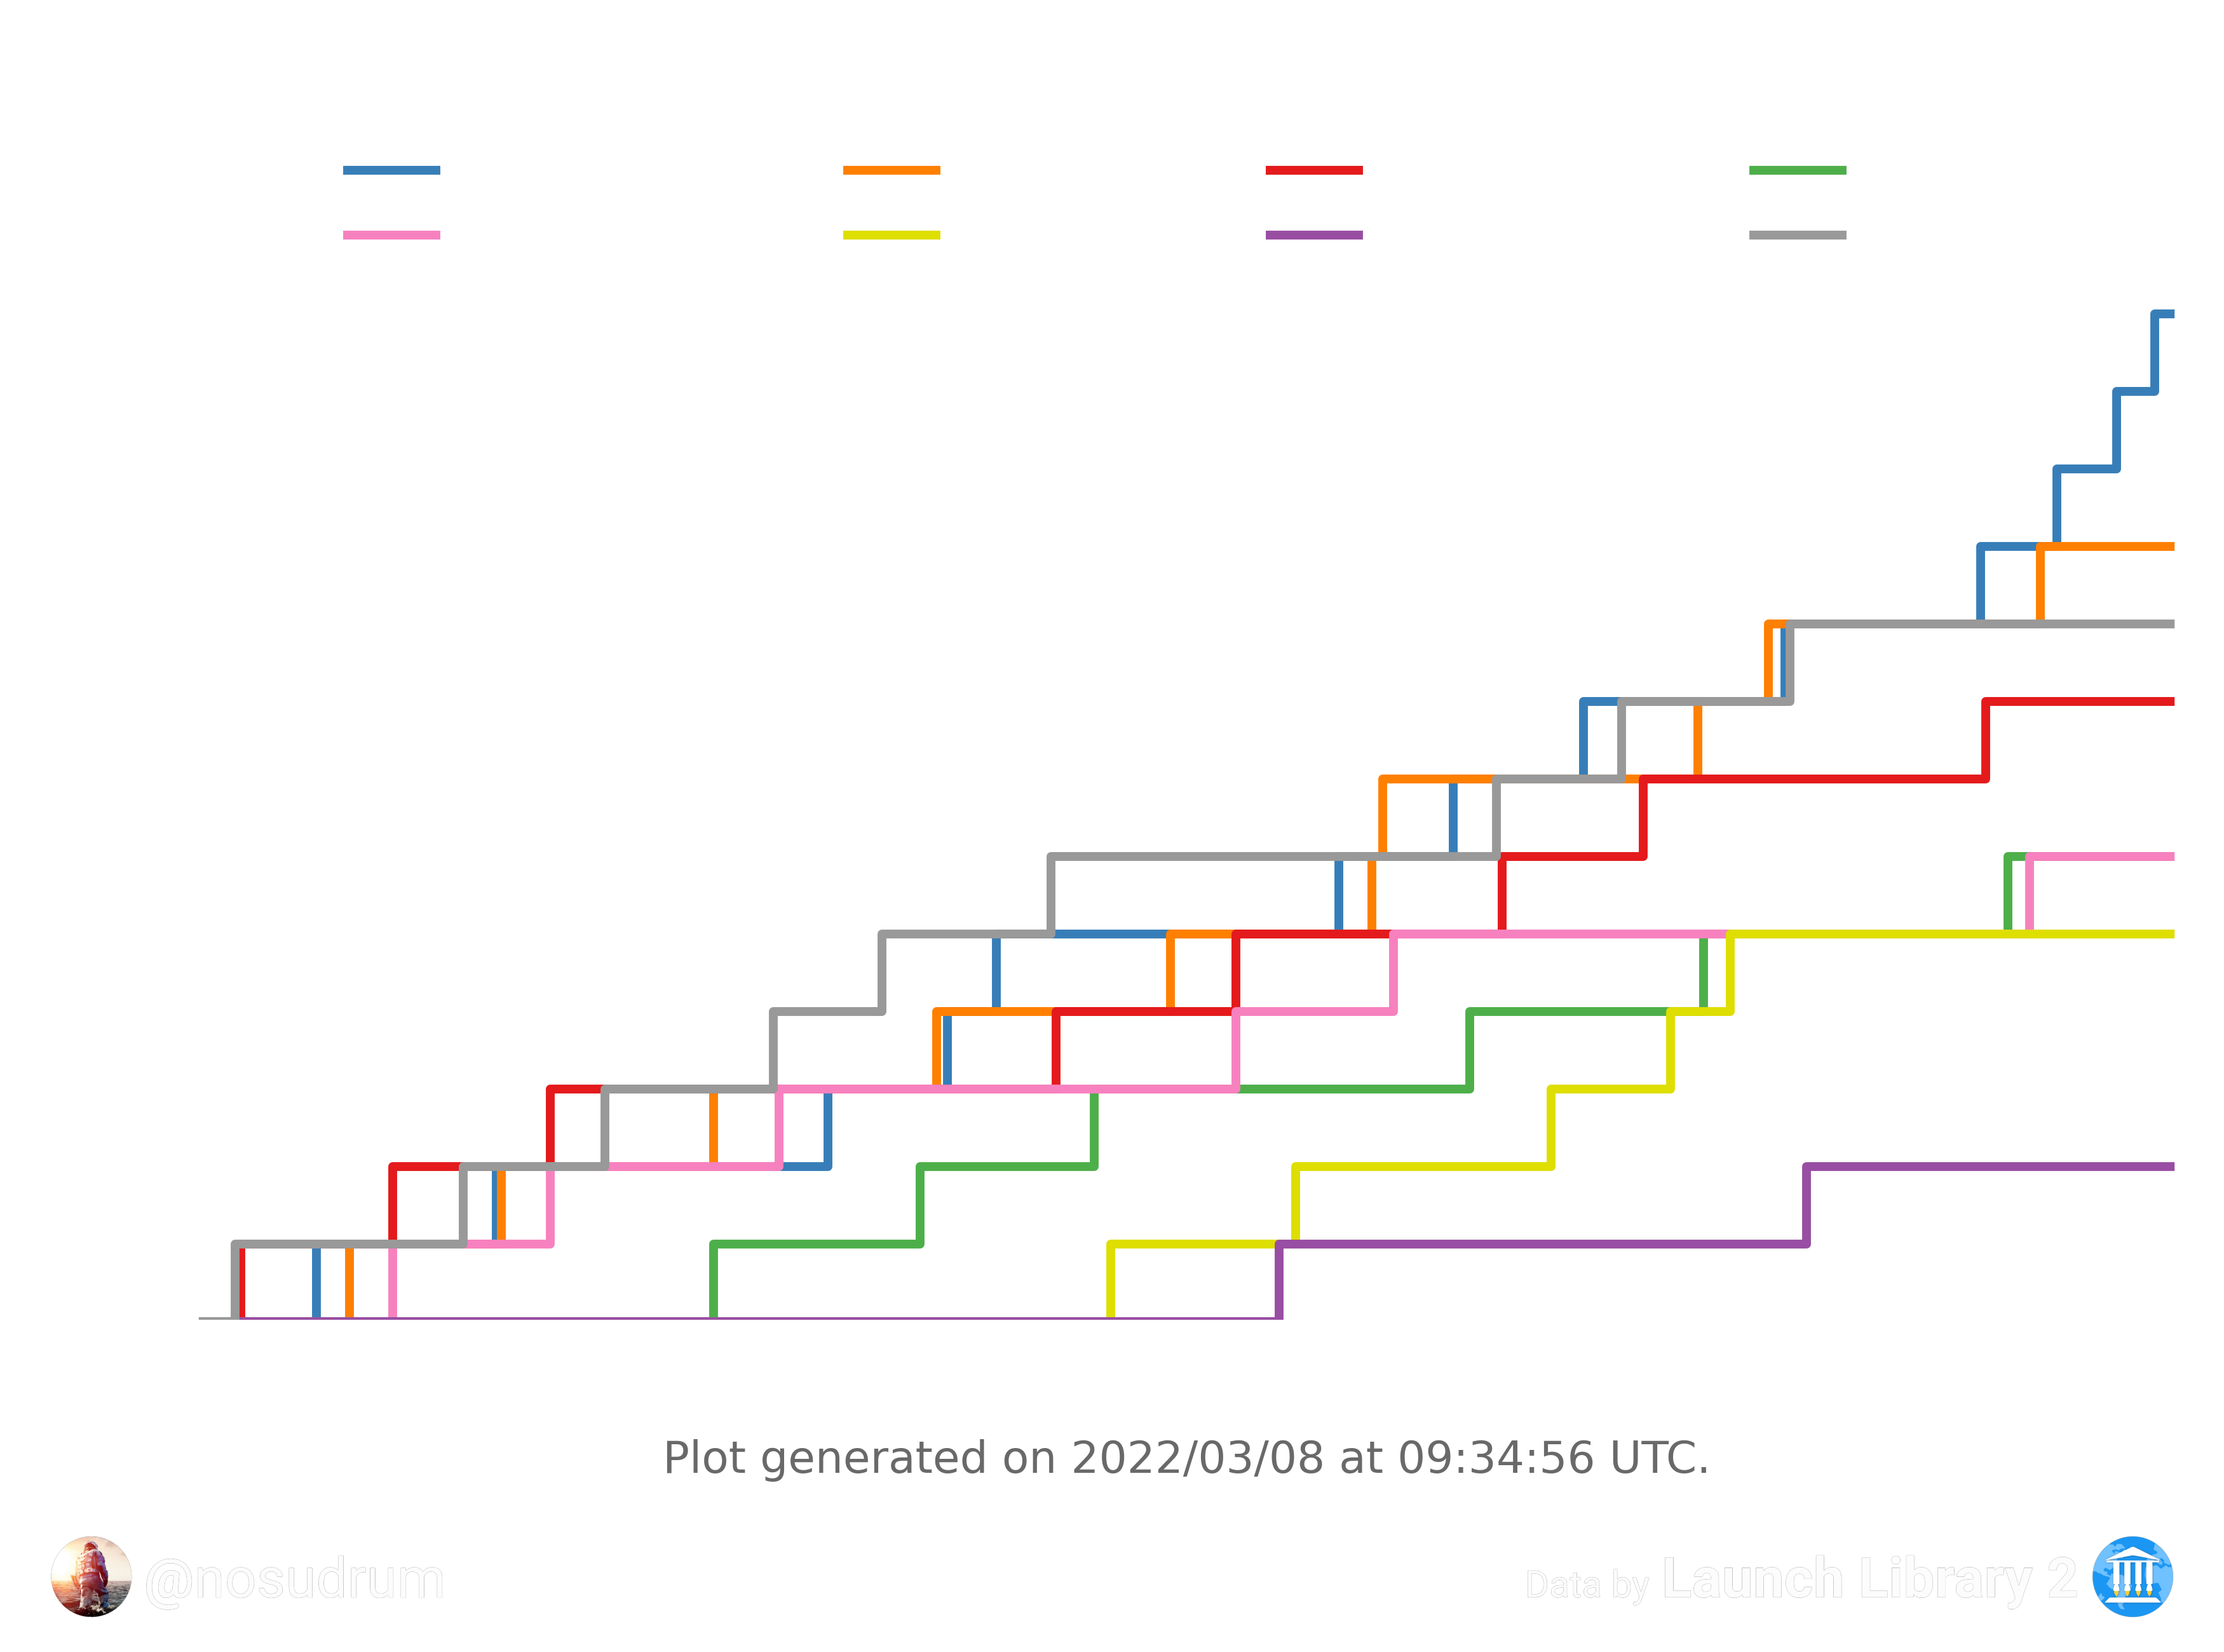 Plot generated on 2022/03/08 at 09:34:56 UTC.
@nosudrum
Data by Launch Library 2